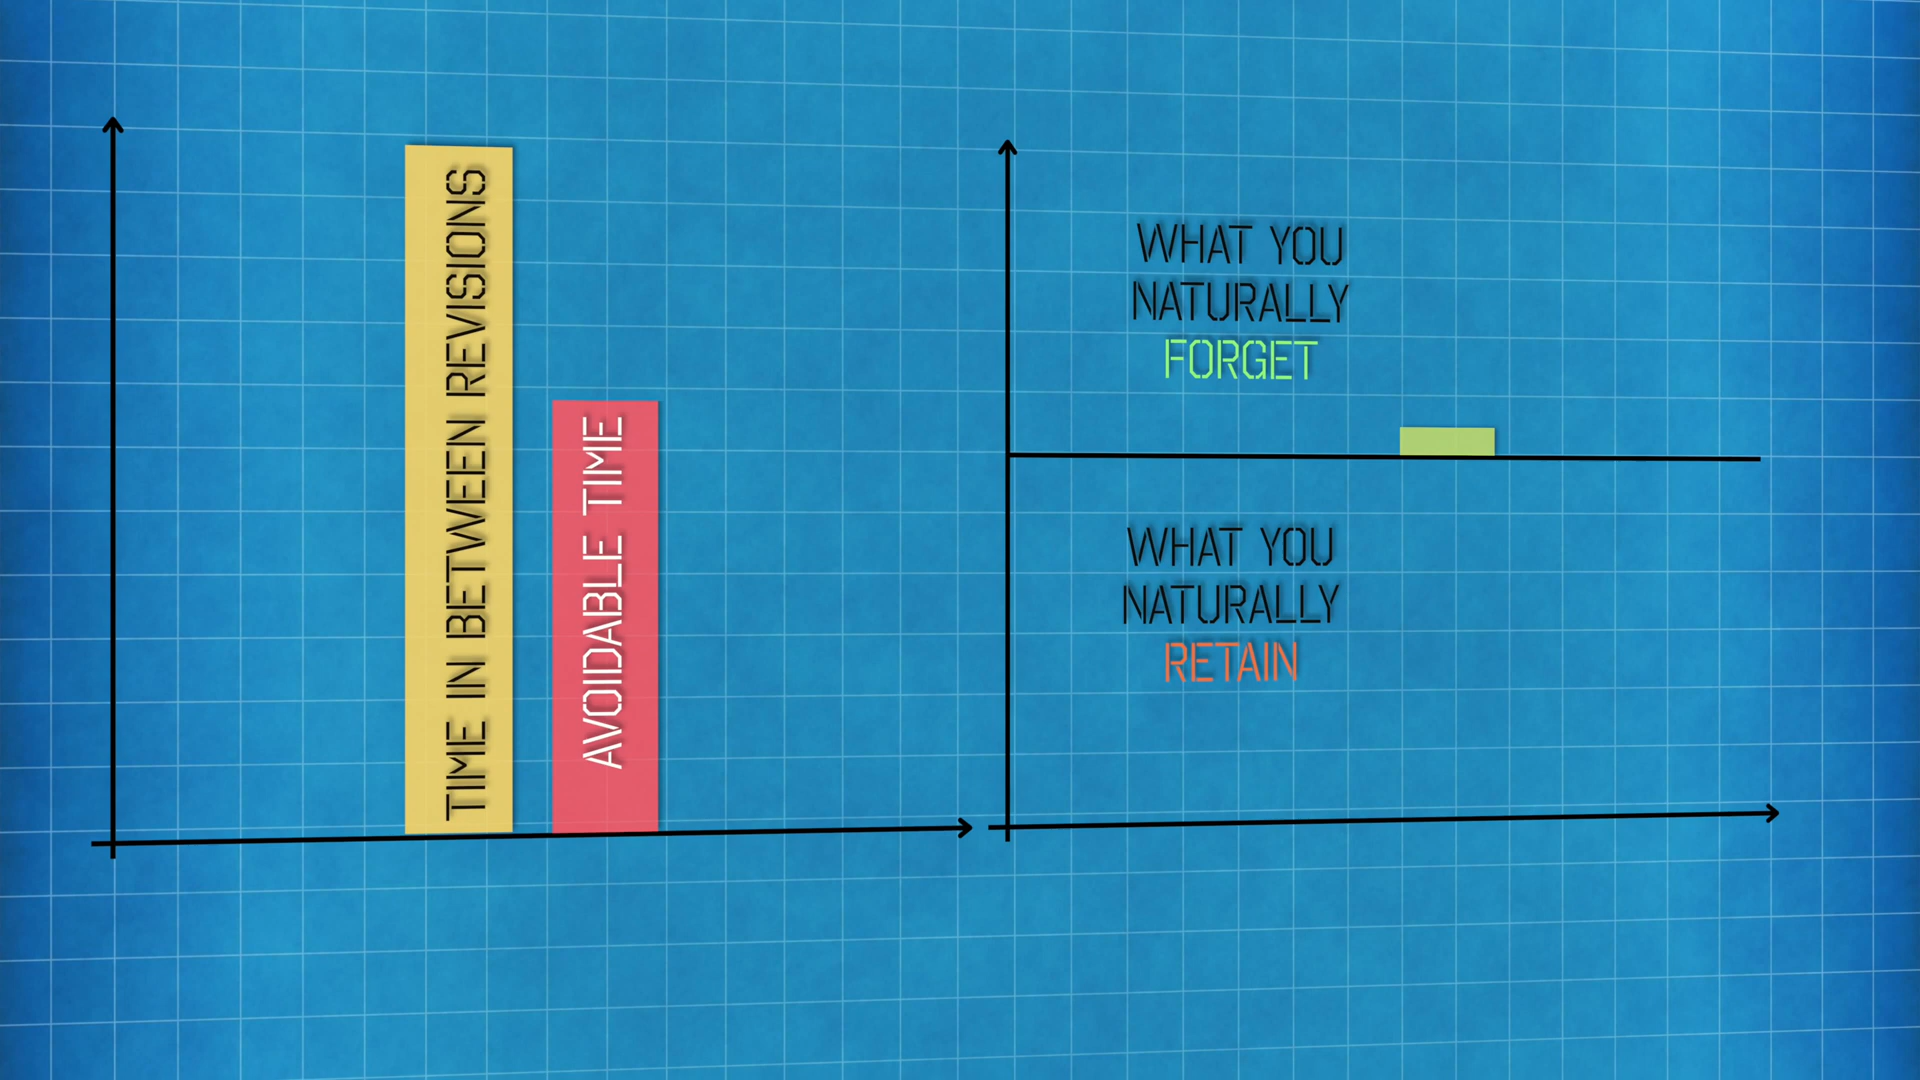 TIME IN BETWEEN REVISIONS
AVOIDABLE TIME
WHAT YOU
NATURALLY
FORGET
WHAT YOU
NATURALLY
RETAIN